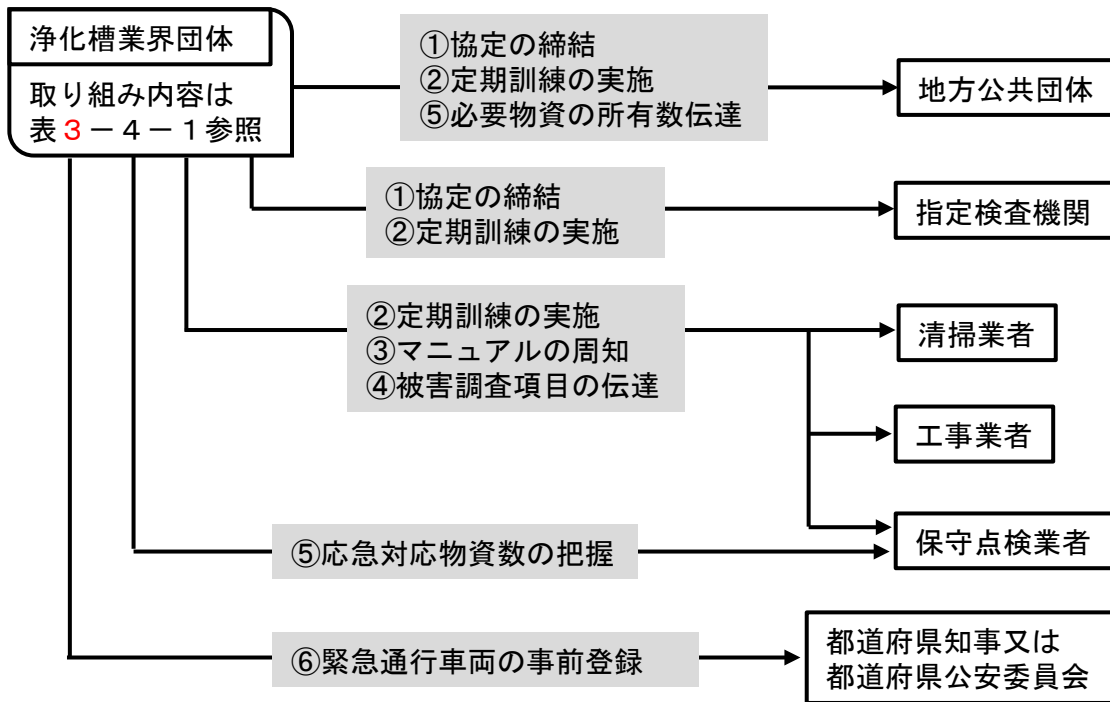 浄化槽業界団体
取り組み内容は
表３－４－１参照
①協定の締結
②定期訓練の実施
⑤必要物資の所有数伝達
地方公共団体
①協定の締結
②定期訓練の実施
指定検査機関
②定期訓練の実施
③マニュアルの周知
④被害調査項目の伝達
清掃業者
工事業者
保守点検業者
⑤応急対応物資数の把握
⑥緊急通行車両の事前登録
都道府県知事又は
都道府県公安委員会